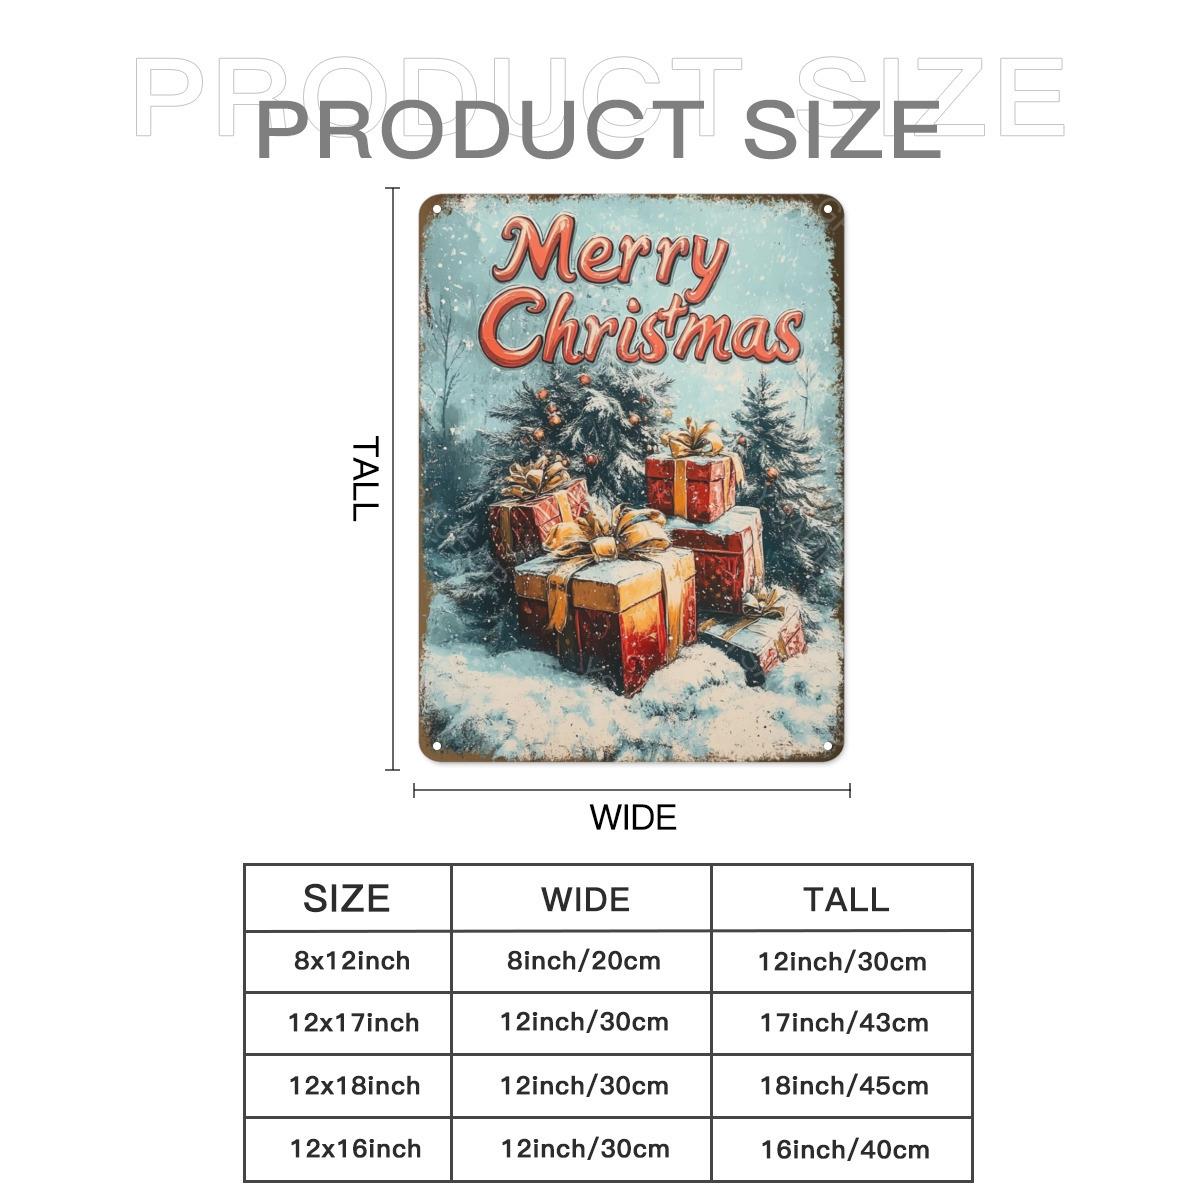 PRODUCT SIZE
PRODUCT SIZE
Merry
Christmas
TALL
WIDE
SIZE WIDE TALL
8x12inch 8inch/20cm 12inch/30cm
12x17inch 12inch/30cm 17inch/43cm
12x18inch 12inch/30cm 18inch/45cm
12x16inch 12inch/30cm 16inch/40cm